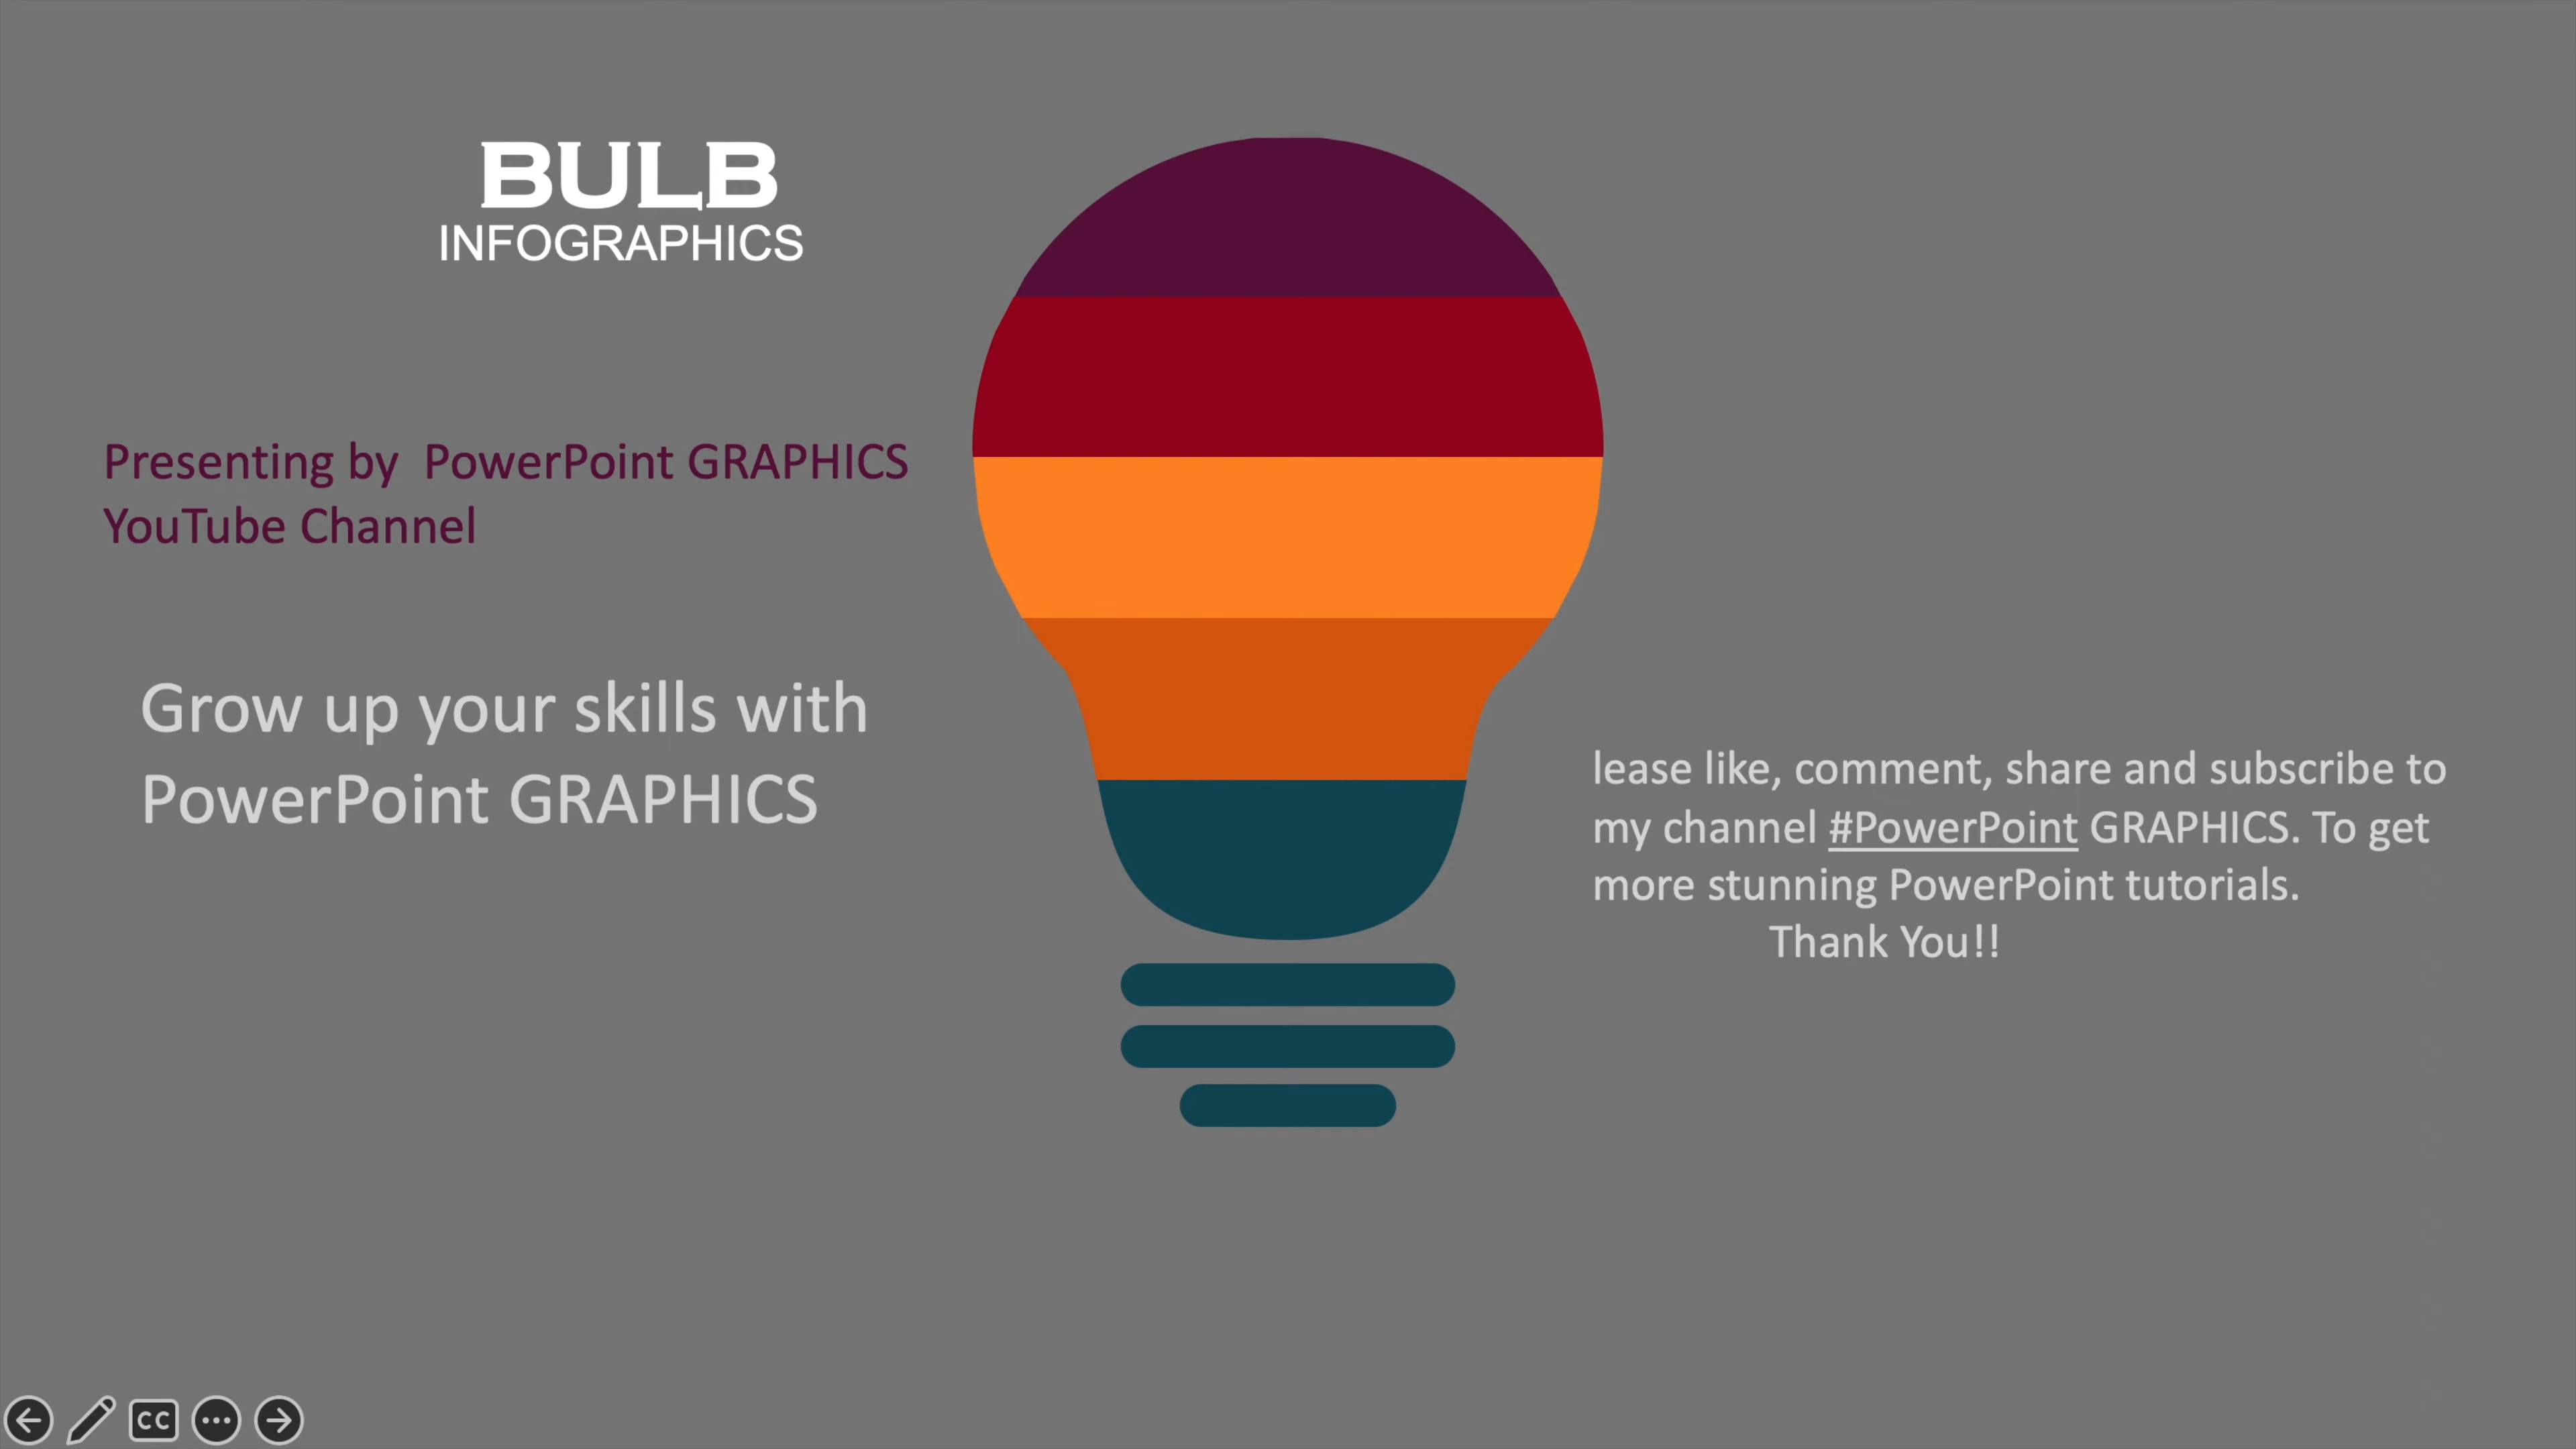 BULB
INFOGRAPHICS
Presenting by  PowerPoint GRAPHICS
YouTube Channel
Grow up your skills with
PowerPoint GRAPHICS
lease like, comment, share and subscribe to
my channel #PowerPoint GRAPHICS. To get
more stunning PowerPoint tutorials.
Thank You!!
CC